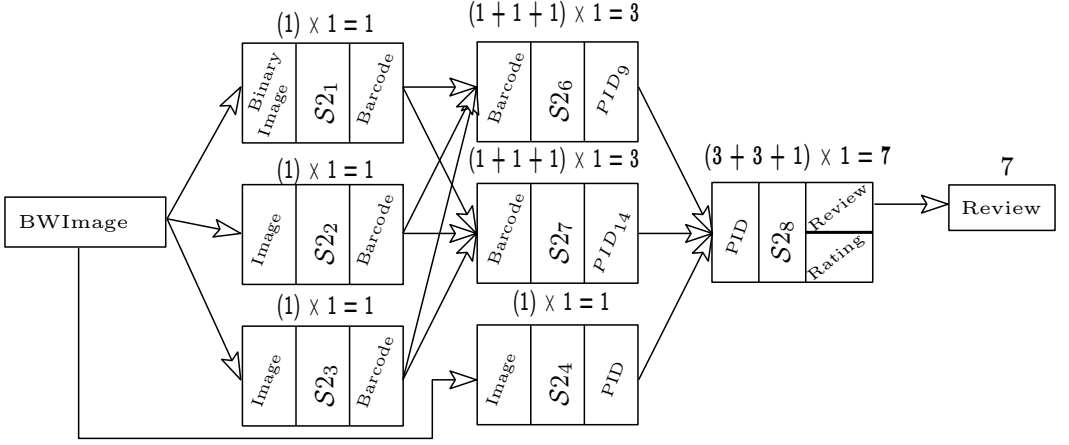 (1) × 1 = 1
(1 + 1 + 1) × 1 = 3
Binary Image
S2₁
Barcode
Barcode
S2₆
PID₉
(1) × 1 = 1
(1 + 1 + 1) × 1 = 3
(3 + 3 + 1) × 1 = 7
7
BWImage
Image
S2₂
Barcode
Barcode
S2₇
PID₁₄
PID
S2₈
Review
Rating
Review
(1) × 1 = 1
(1) × 1 = 1
Image
S2₃
Barcode
Image
S2₄
PID